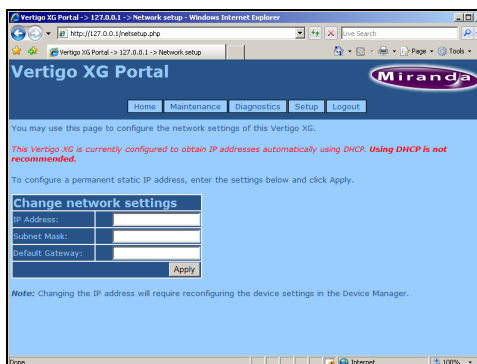 Vertigo XG Portal -> 127.0.0.1 -> Network setup - Windows Internet Explorer
http://127.0.0.1/netsetup.php
Live Search
Vertigo XG Portal -> 127.0.0.1 -> Network setup
Page
Tools
Vertigo XG Portal
Miranda
Home Maintenance Diagnostics Setup Logout
You may use this page to configure the network settings of this Vertigo XG.
This Vertigo XG is currently configured to obtain IP addresses automatically using DHCP. Using DHCP is not
recommended.
To configure a permanent static IP address, enter the settings below and click Apply.
Change network settings
IP Address:
Subnet Mask:
Default Gateway:
Apply
Note: Changing the IP address will require reconfiguring the device settings in the Device Manager.
Done
Internet
100%